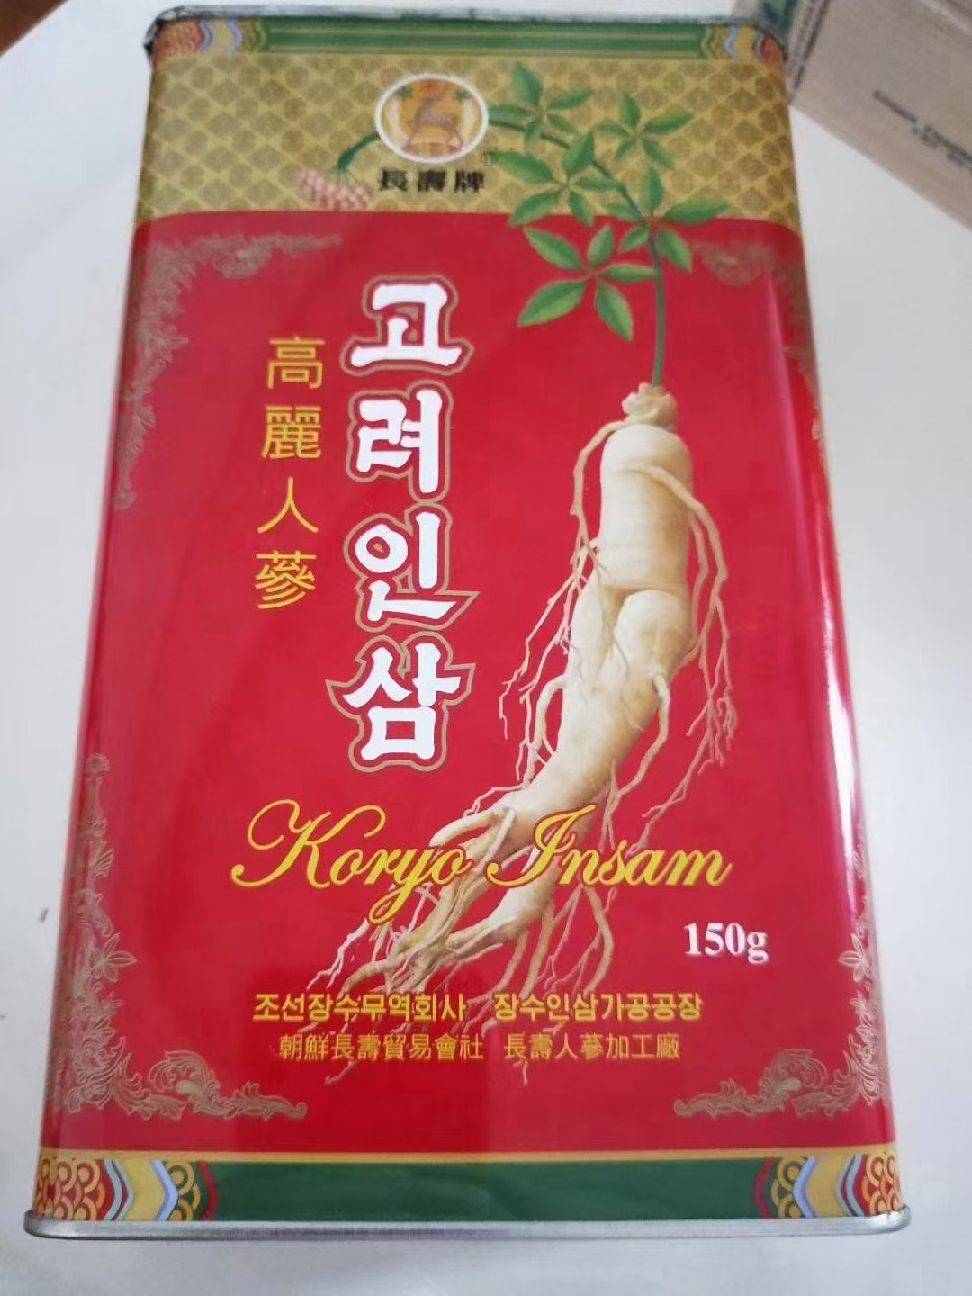 長壽牌
®
고려인삼
高麗人蔘
Koryo Insam
150g
조선장수무역회사 장수인삼가공공장
朝鮮長壽貿易會社 長壽人蔘加工廠